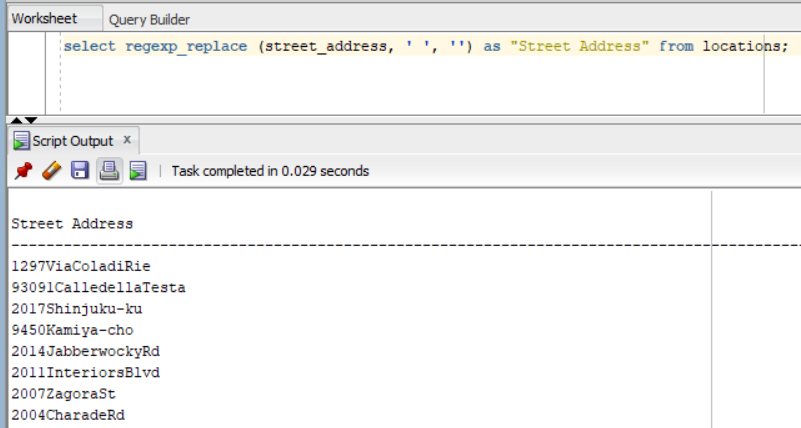 Worksheet Query Builder
select regexp_replace (street_address, ' ', '') as "Street Address" from locations;
Script Output x
Task completed in 0.029 seconds
Street Address
--------------------------------------------------------------------------------
1297ViaColadiRie
93091CalledellaTesta
2017Shinjuku-ku
9450Kamiya-cho
2014JabberwockyRd
2011InteriorsBlvd
2007ZagoraSt
2004CharadeRd